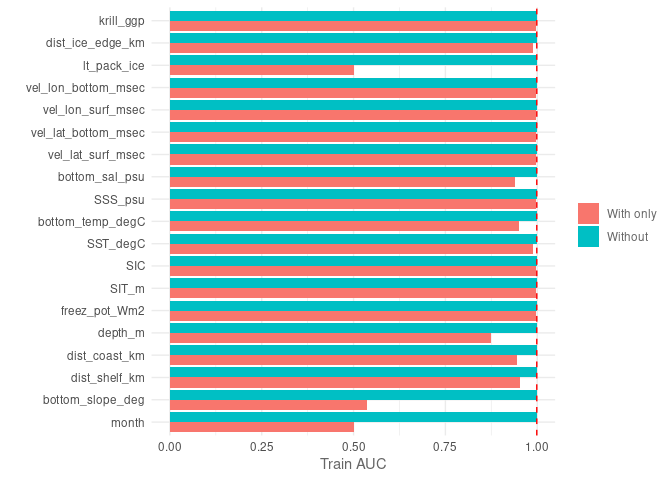 krill_ggp
dist_ice_edge_km
lt_pack_ice
vel_lon_bottom_msec
vel_lon_surf_msec
vel_lat_bottom_msec
vel_lat_surf_msec
bottom_sal_psu
SSS_psu
bottom_temp_degC
SST_degC
SIC
SIT_m
freez_pot_Wm2
depth_m
dist_coast_km
dist_shelf_km
bottom_slope_deg
month
0.00 0.25 0.50 0.75 1.00
Train AUC
With only
Without